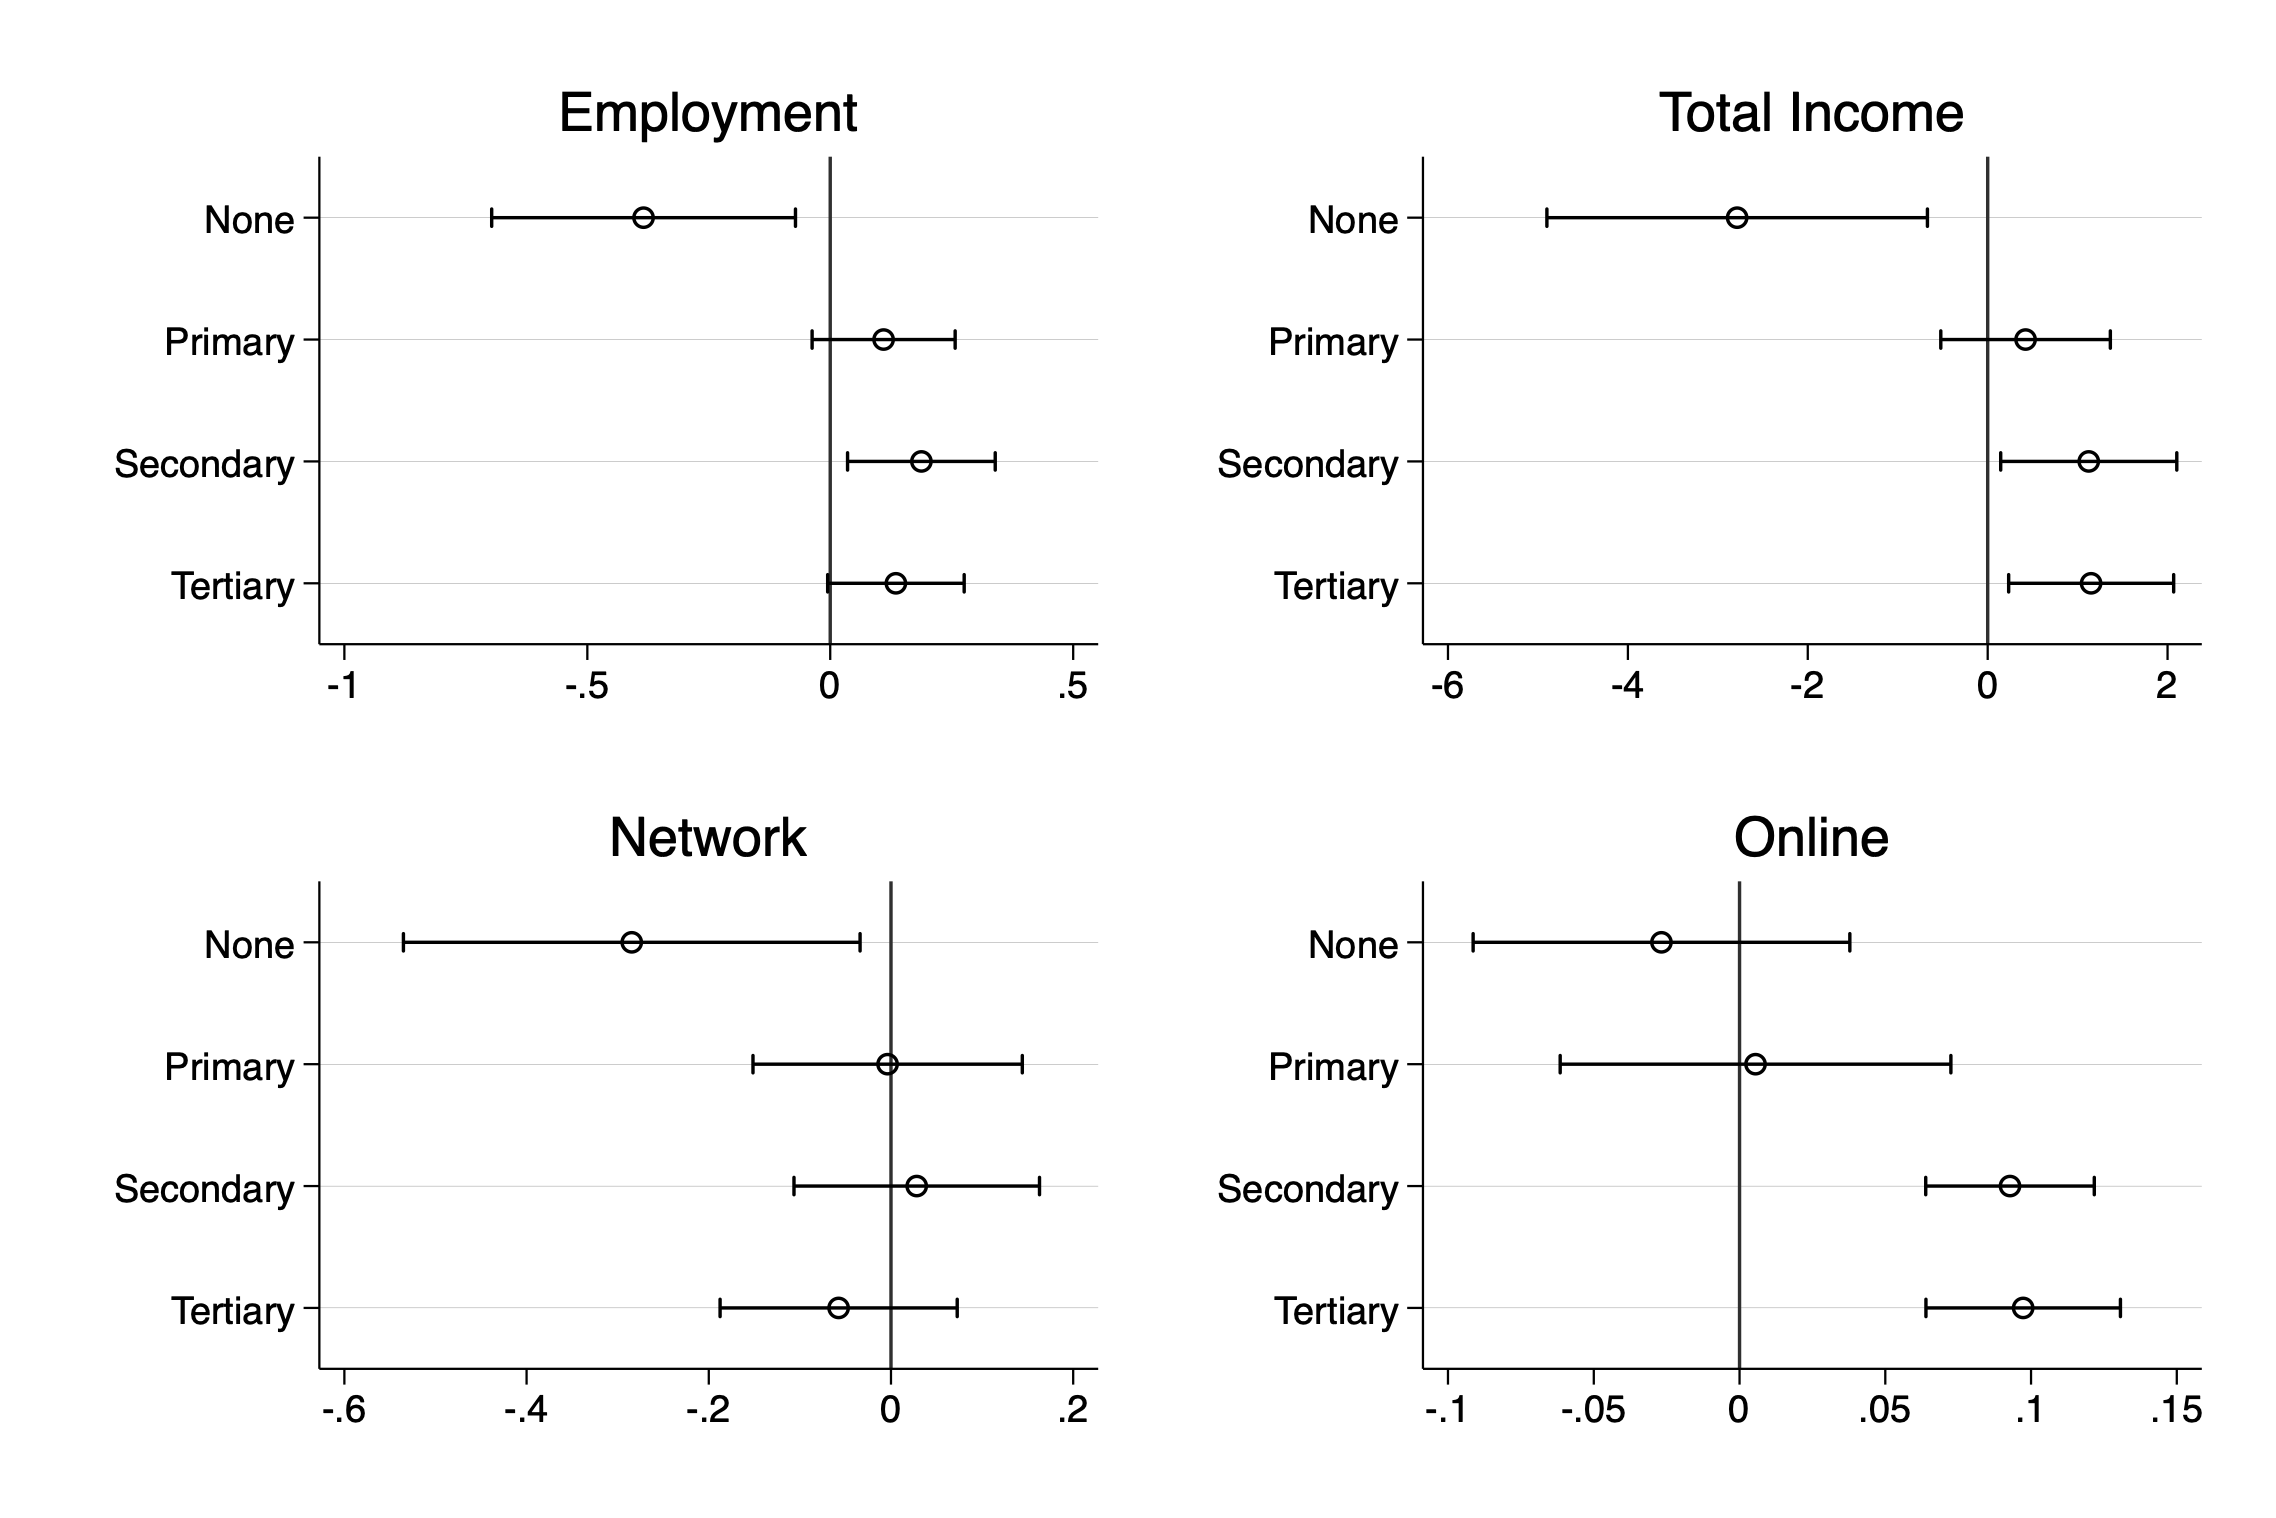 Employment
None
Primary
Secondary
Tertiary
-1 -.5 0 .5
Total Income
None
Primary
Secondary
Tertiary
-6 -4 -2 0 2
Network
None
Primary
Secondary
Tertiary
-.6 -.4 -.2 0 .2
Online
None
Primary
Secondary
Tertiary
-.1 -.05 0 .05 .1 .15